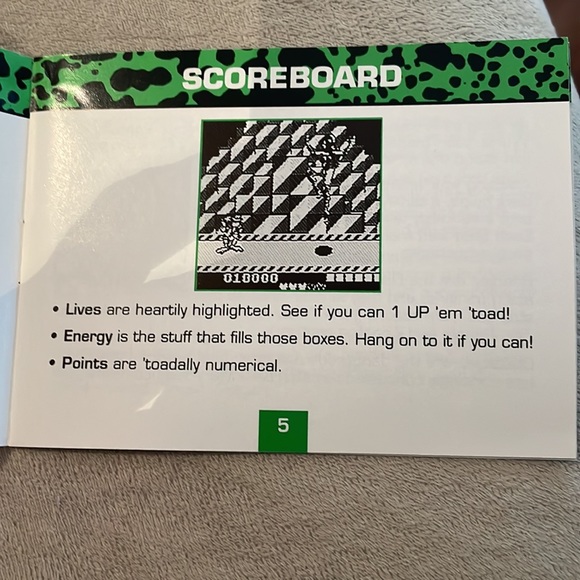 SCOREBOARD
018000
• Lives are heartily highlighted. See if you can 1 UP 'em 'toad!
• Energy is the stuff that fills those boxes. Hang on to it if you can!
• Points are 'toadally numerical.
5